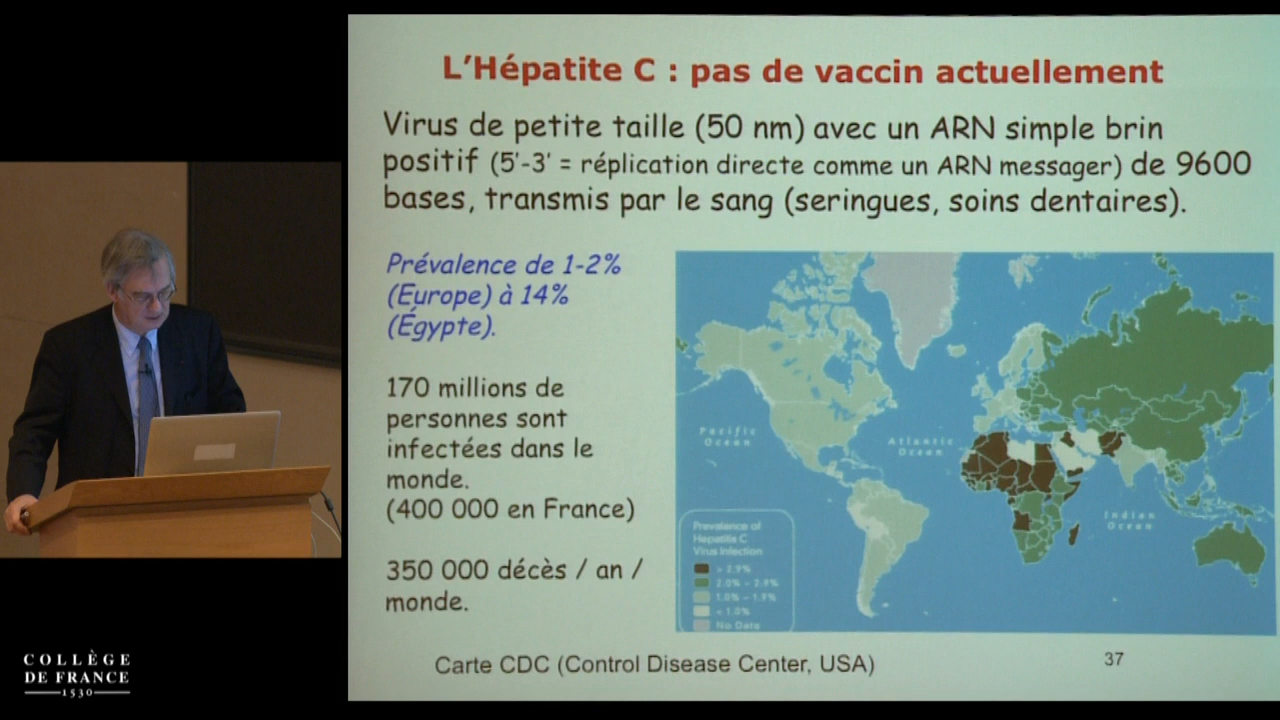 L'Hépatite C : pas de vaccin actuellement
Virus de petite taille (50 nm) avec un ARN simple brin
positif (5'-3' = réplication directe comme un ARN messager) de 9600
bases, transmis par le sang (seringues, soins dentaires).
Prévalence de 1-2%
(Europe) à 14%
(Égypte).
170 millions de
personnes sont
infectées dans le
monde.
(400 000 en France)
350 000 décès / an /
monde.
Pacific
Ocean
Atlantic
Ocean
Indian
Ocean
Prevalence of
Hepatitis C
Virus Infection
> 2.9%
2.0% - 2.9%
1.0% - 1.9%
< 1.0%
No Data
Carte CDC (Control Disease Center, USA)
37
COLLÈGE
DE FRANCE
1530